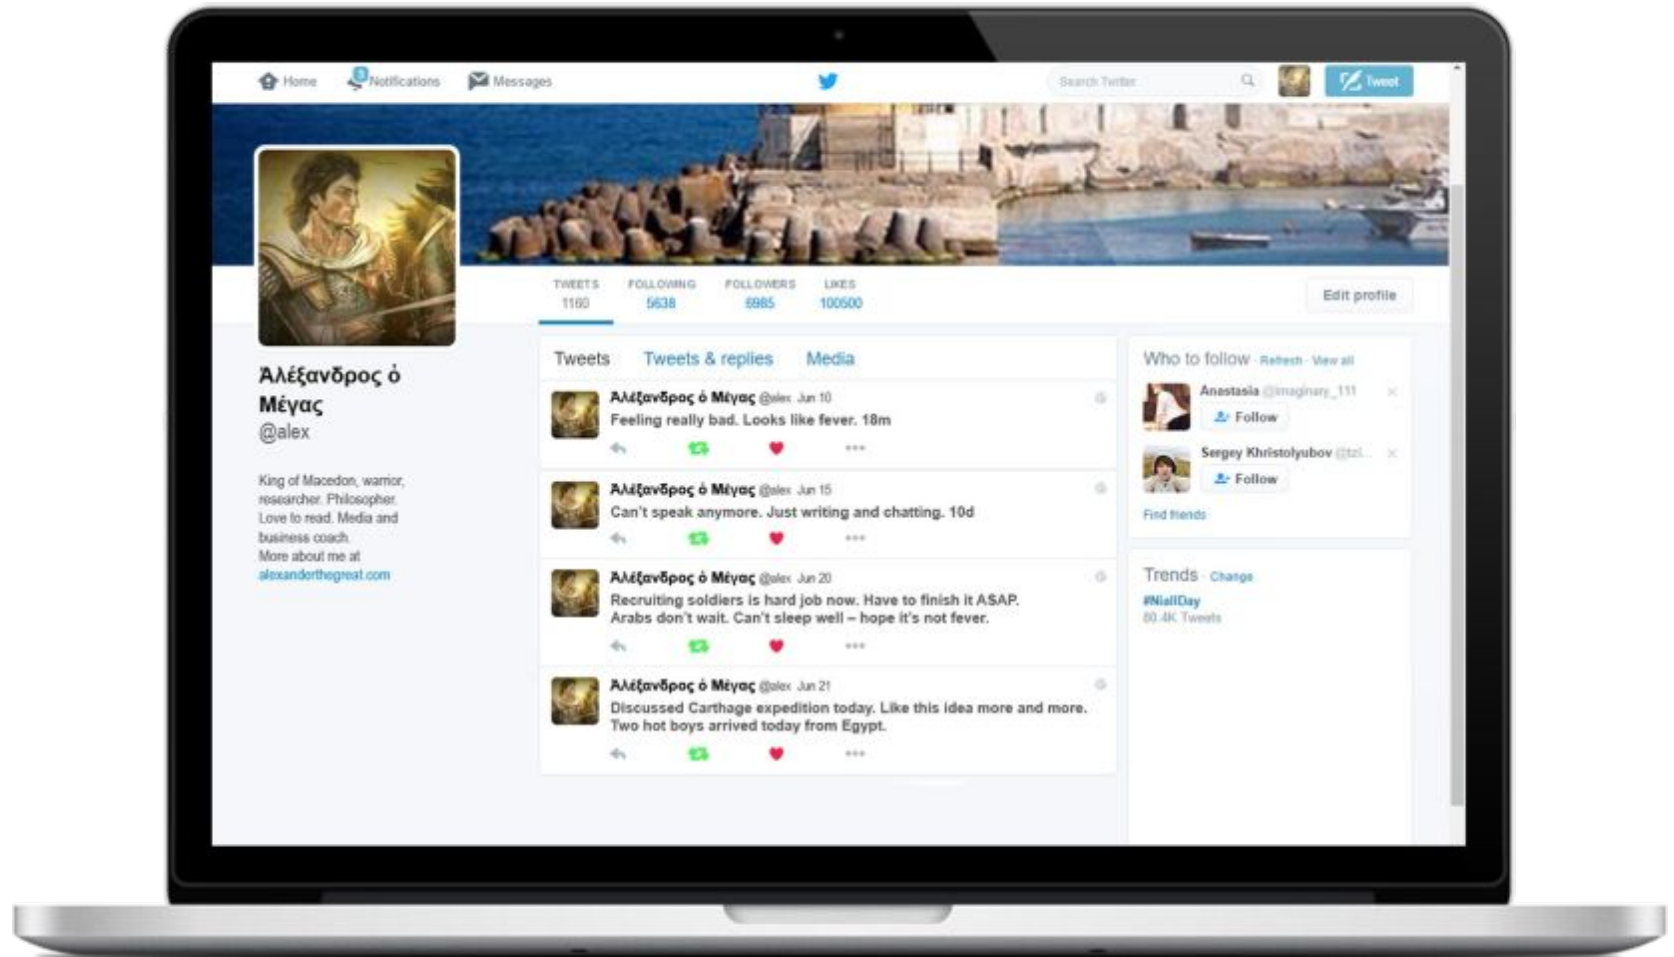 Home
3
Notifications
Messages
Search Twitter
Tweet
TWEETS
1160
FOLLOWING
5638
FOLLOWERS
6985
LIKES
100500
Edit profile
Ἀλέξανδρος ὁ
Μέγας
@alex
King of Macedon, warrior,
researcher. Philosopher.
Love to read. Media and
business coach.
More about me at
alexanderthegreat.com
Tweets Tweets & replies Media
Ἀλέξανδρος ὁ Μέγας @alex Jun 10
Feeling really bad. Looks like fever. 18m
Ἀλέξανδρος ὁ Μέγας @alex Jun 15
Can't speak anymore. Just writing and chatting. 10d
Ἀλέξανδρος ὁ Μέγας @alex Jun 20
Recruiting soldiers is hard job now. Have to finish it ASAP.
Arabs don't wait. Can't sleep well – hope it's not fever.
Ἀλέξανδρος ὁ Μέγας @alex Jun 21
Discussed Carthage expedition today. Like this idea more and more.
Two hot boys arrived today from Egypt.
Who to follow · Refresh · View all
Anastasia @imaginary_111
Follow
Sergey Khristolyubov
Follow
Find friends
Trends · Change
#NiallDay
80.4K Tweets